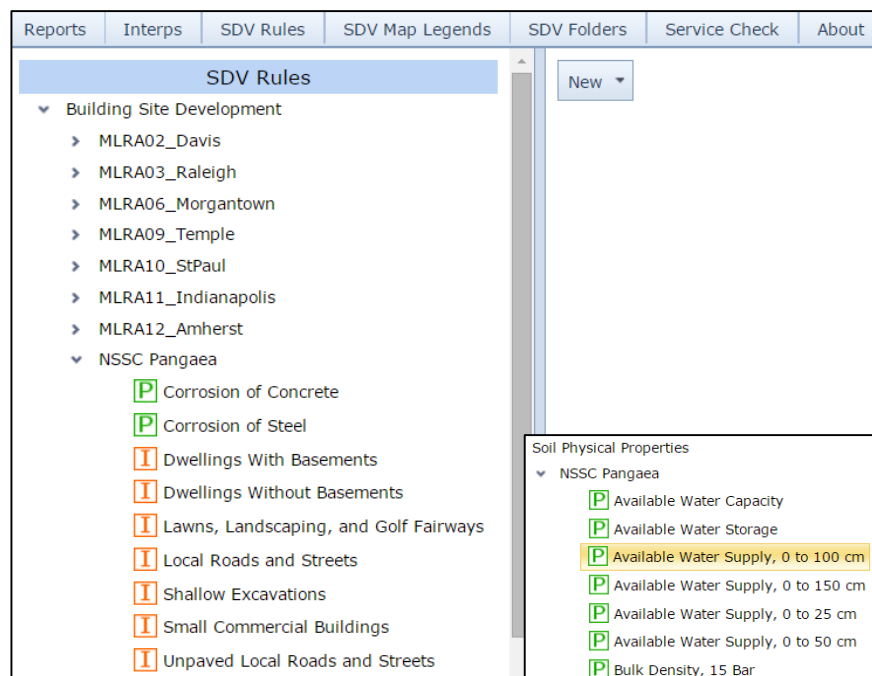 Reports Interps SDV Rules SDV Map Legends SDV Folders Service Check About
SDV Rules
New
Building Site Development
MLRA02_Davis
MLRA03_Raleigh
MLRA06_Morgantown
MLRA09_Temple
MLRA10_StPaul
MLRA11_Indianapolis
MLRA12_Amherst
NSSC Pangaea
P Corrosion of Concrete
P Corrosion of Steel
I Dwellings With Basements
I Dwellings Without Basements
I Lawns, Landscaping, and Golf Fairways
I Local Roads and Streets
I Shallow Excavations
I Small Commercial Buildings
I Unpaved Local Roads and Streets
Soil Physical Properties
NSSC Pangaea
P Available Water Capacity
P Available Water Storage
P Available Water Supply, 0 to 100 cm
P Available Water Supply, 0 to 150 cm
P Available Water Supply, 0 to 25 cm
P Available Water Supply, 0 to 50 cm
P Bulk Density, 15 Bar